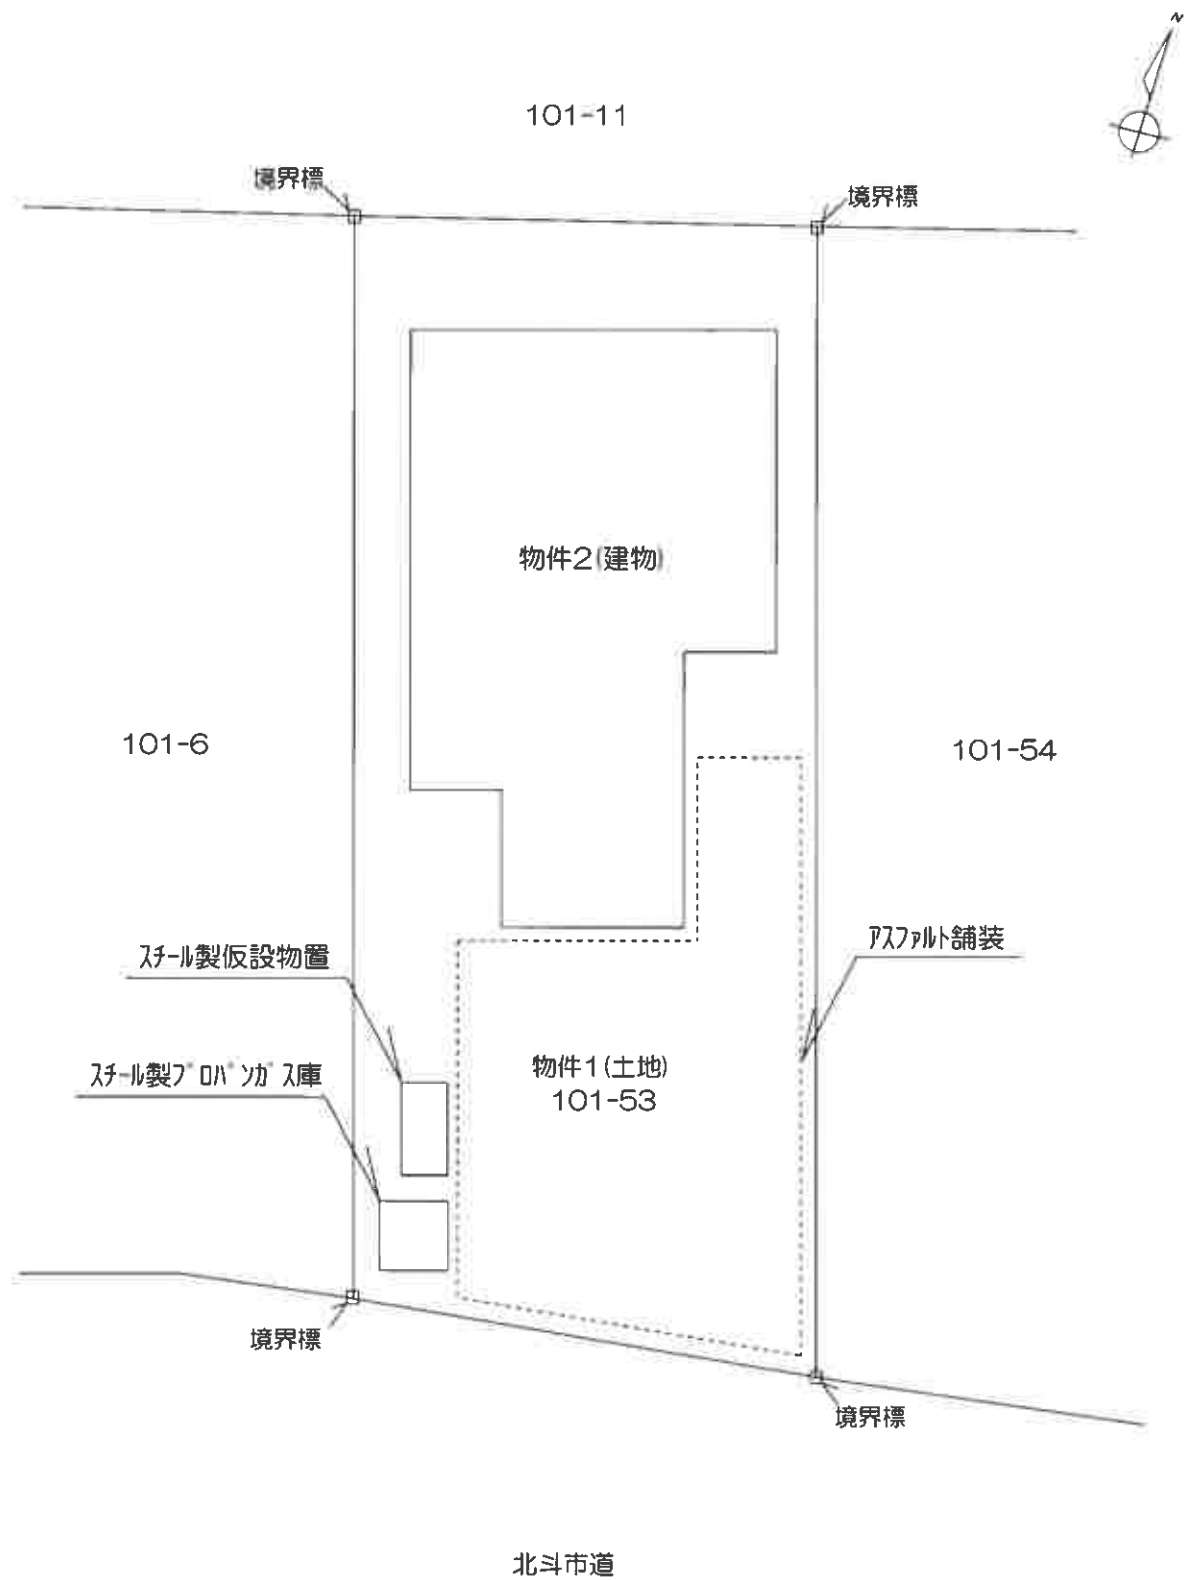 N
101-11
境界標
境界標
物件2(建物)
101-6
101-54
スチール製仮設物置
アスファルト舗装
スチール製プロパンガス庫
物件1(土地)
101-53
境界標
境界標
北斗市道